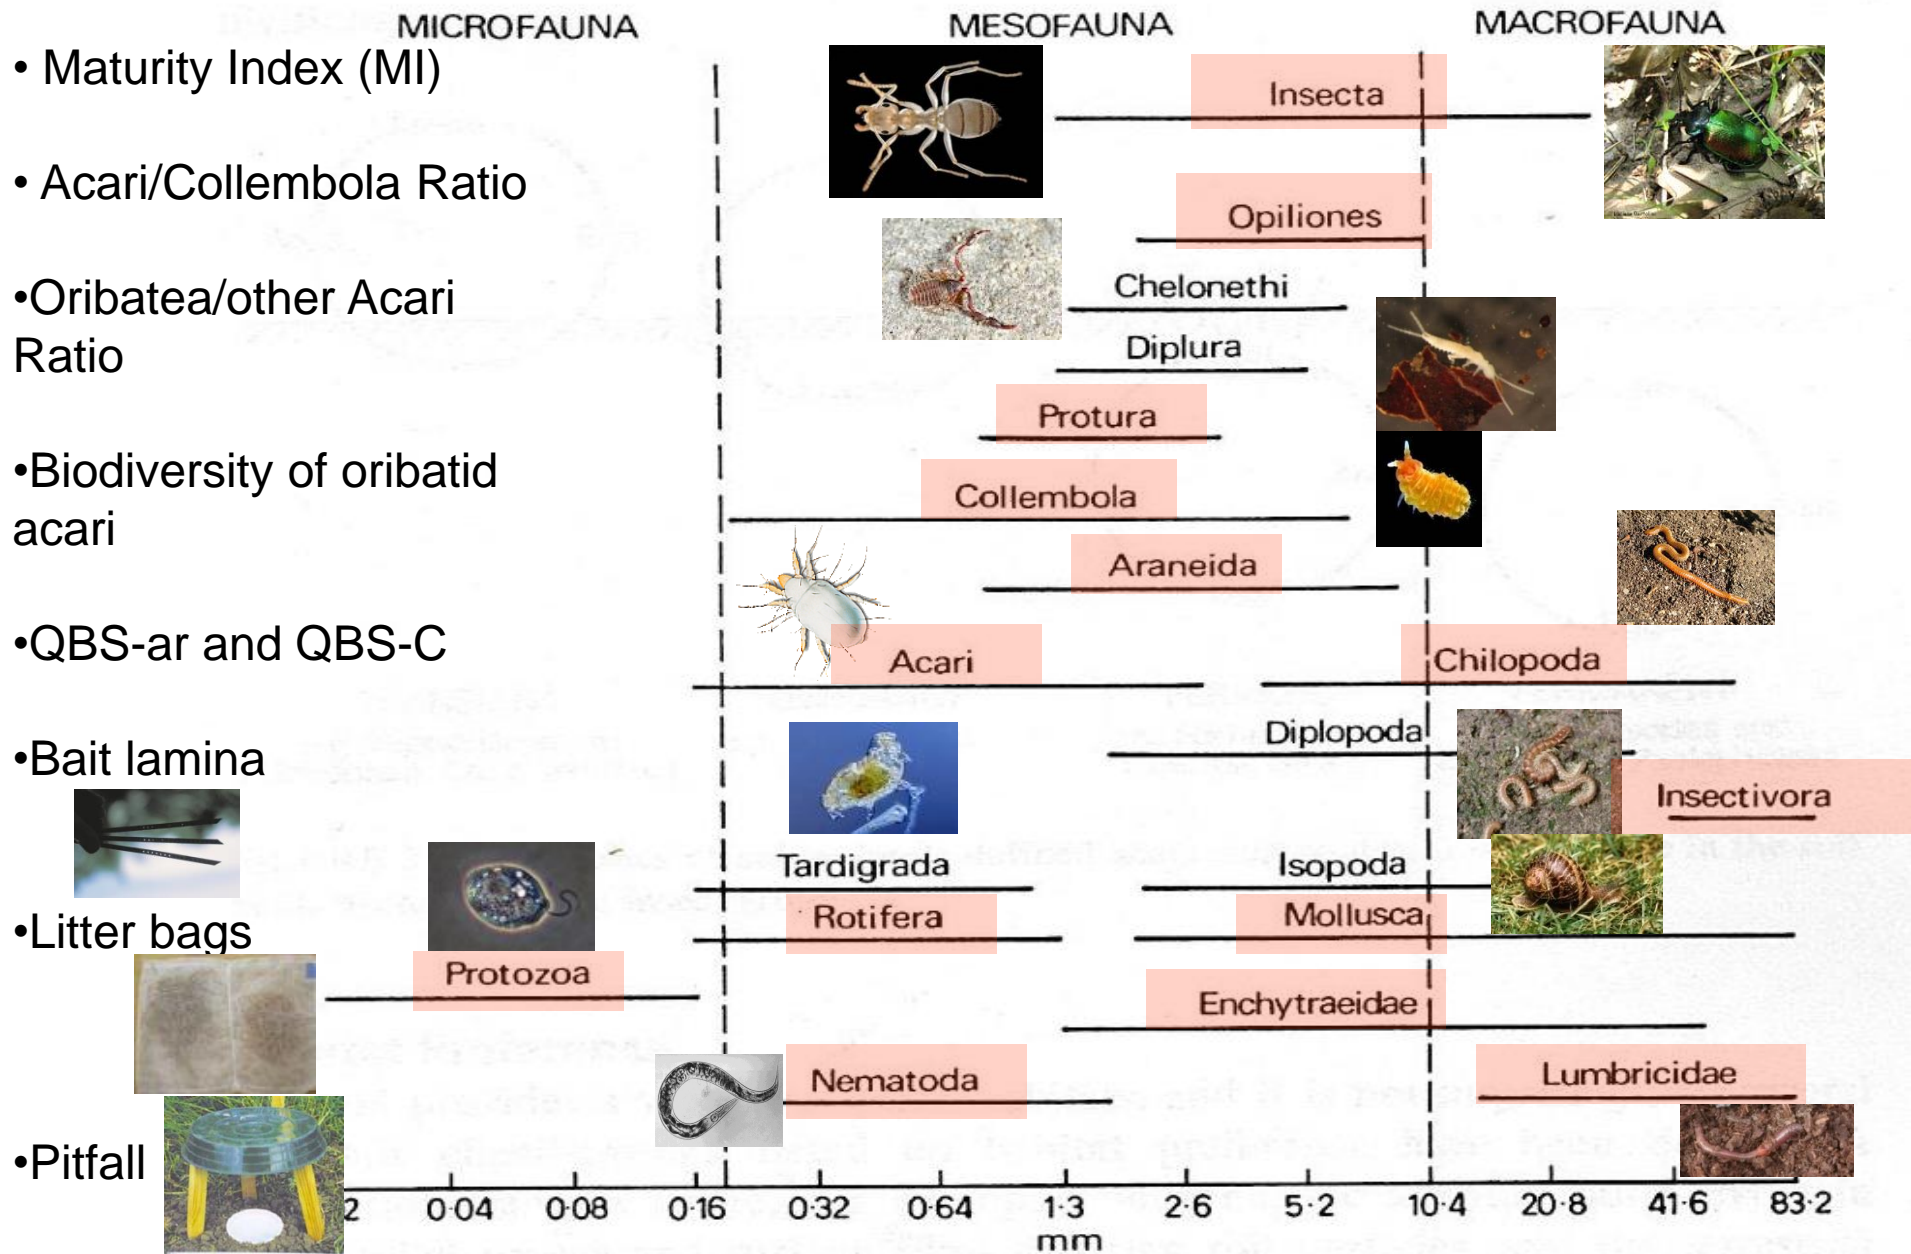 MICROFAUNA
MESOFAUNA
MACROFAUNA
• Maturity Index (MI)
• Acari/Collembola Ratio
•Oribatea/other Acari
Ratio
•Biodiversity of oribatid
acari
•QBS-ar and QBS-C
•Bait lamina
•Litter bags
•Pitfall
Insecta
Opiliones
Chelonethi
Diplura
Protura
Collembola
Araneida
Acari
Chilopoda
Diplopoda
Insectivora
Tardigrada
Isopoda
Rotifera
Mollusca
Protozoa
Enchytraeidae
Nematoda
Lumbricidae
2 0·04 0·08 0·16 0·32 0·64 1·3 2·6 5·2 10·4 20·8 41·6 83·2
mm